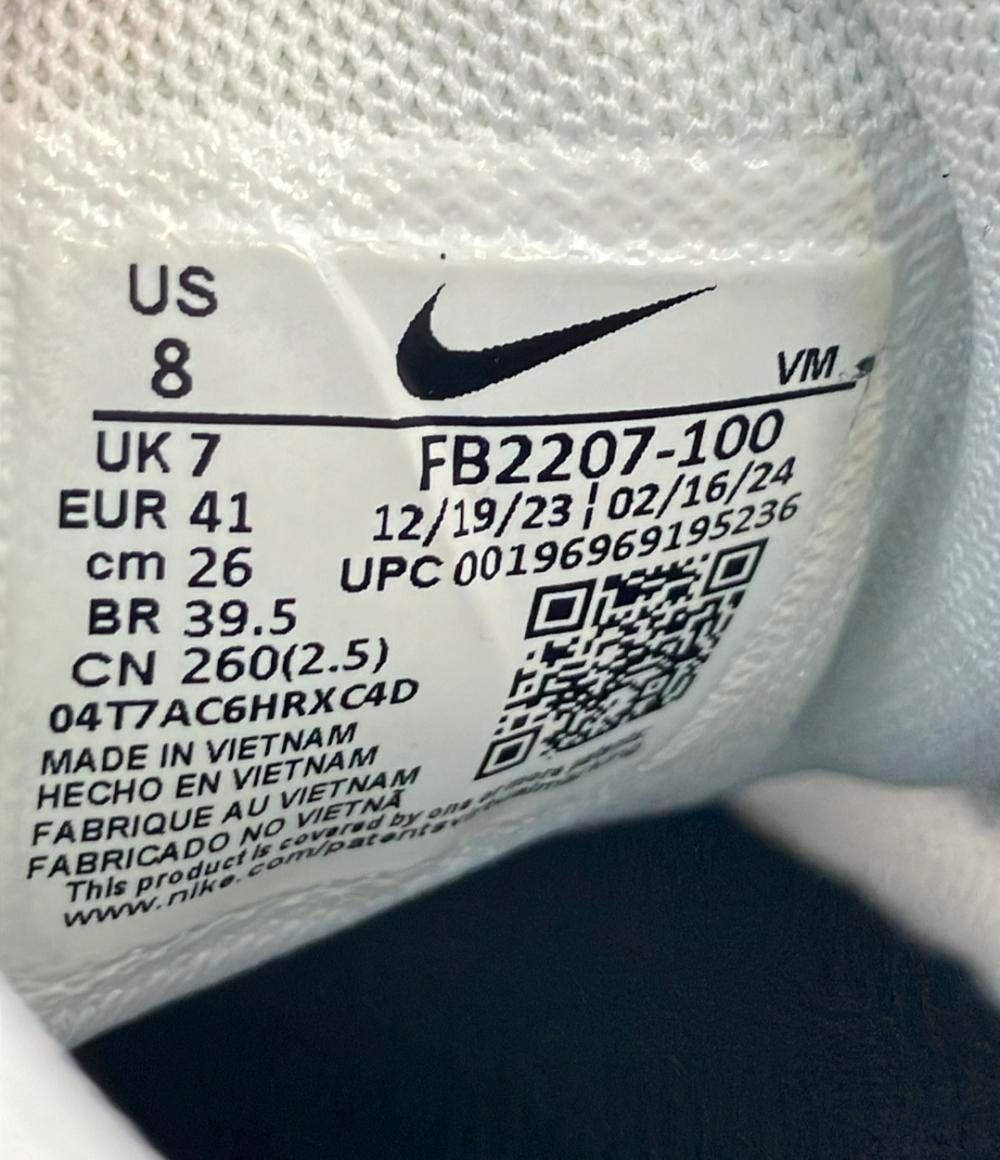 US
8
VM
UK 7
EUR 41
cm 26
BR 39.5
CN 260(2.5)
FB2207-100
12/19/23 ¦ 02/16/24
UPC 00196969195236
04T7AC6HRXC4D
MADE IN VIETNAM
HECHO EN VIETNAM
FABRIQUE AU VIETNAM
FABRICADO NO VIETNÃ
This product is covered by one or more
www.nike.com/patents